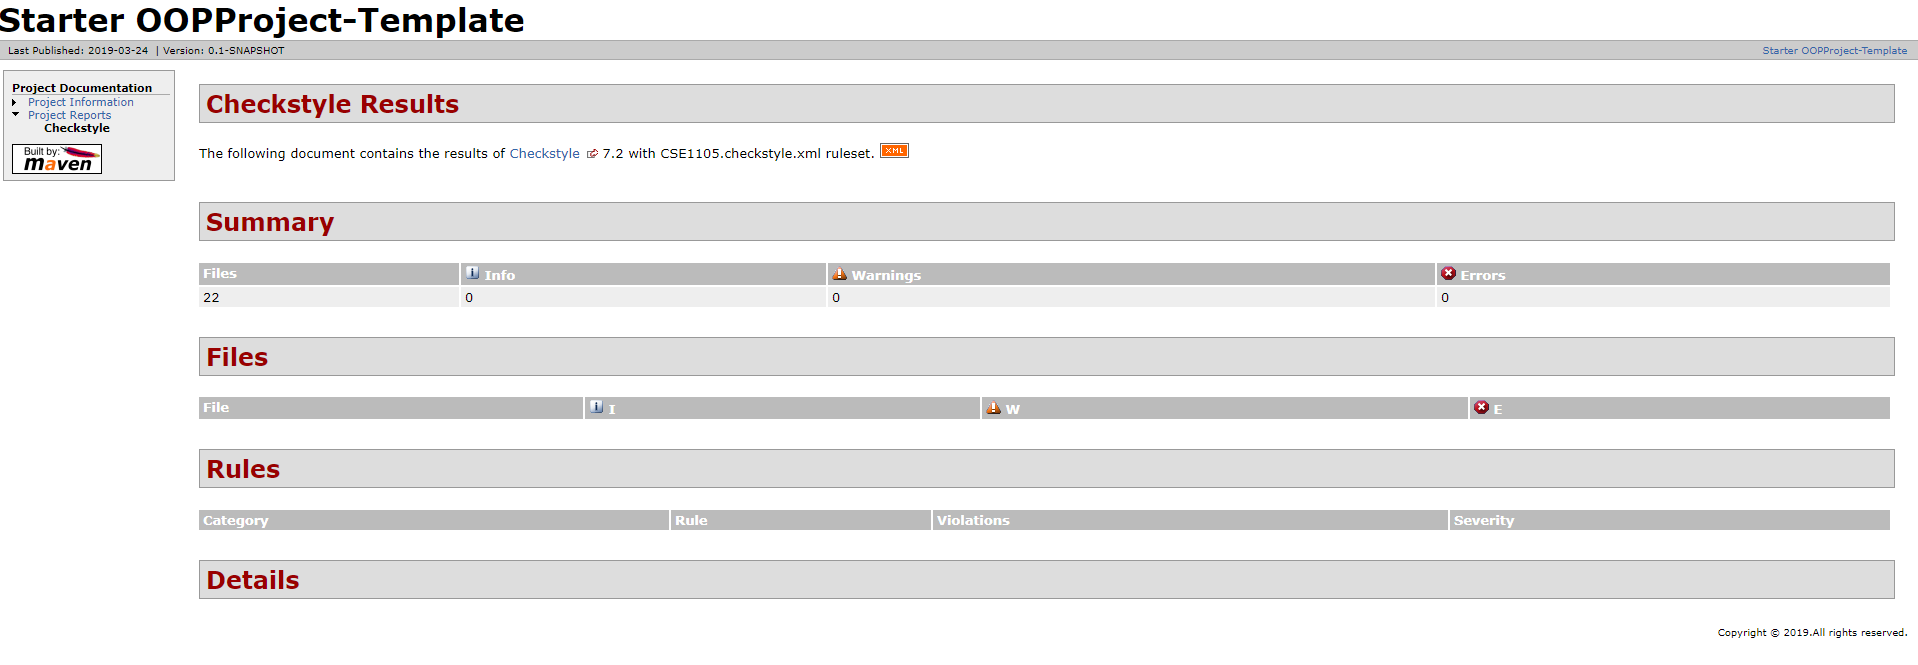 Starter OOPProject-Template
Last Published: 2019-03-24 | Version: 0.1-SNAPSHOT
Starter OOPProject-Template
Project Documentation
Project Information
Project Reports
Checkstyle
Built by:
maven
Checkstyle Results
The following document contains the results of Checkstyle 7.2 with CSE1105.checkstyle.xml ruleset. XML
Summary
Files Info Warnings Errors
22 0 0 0
Files
File I W E
Rules
Category Rule Violations Severity
Details
Copyright © 2019.All rights reserved.